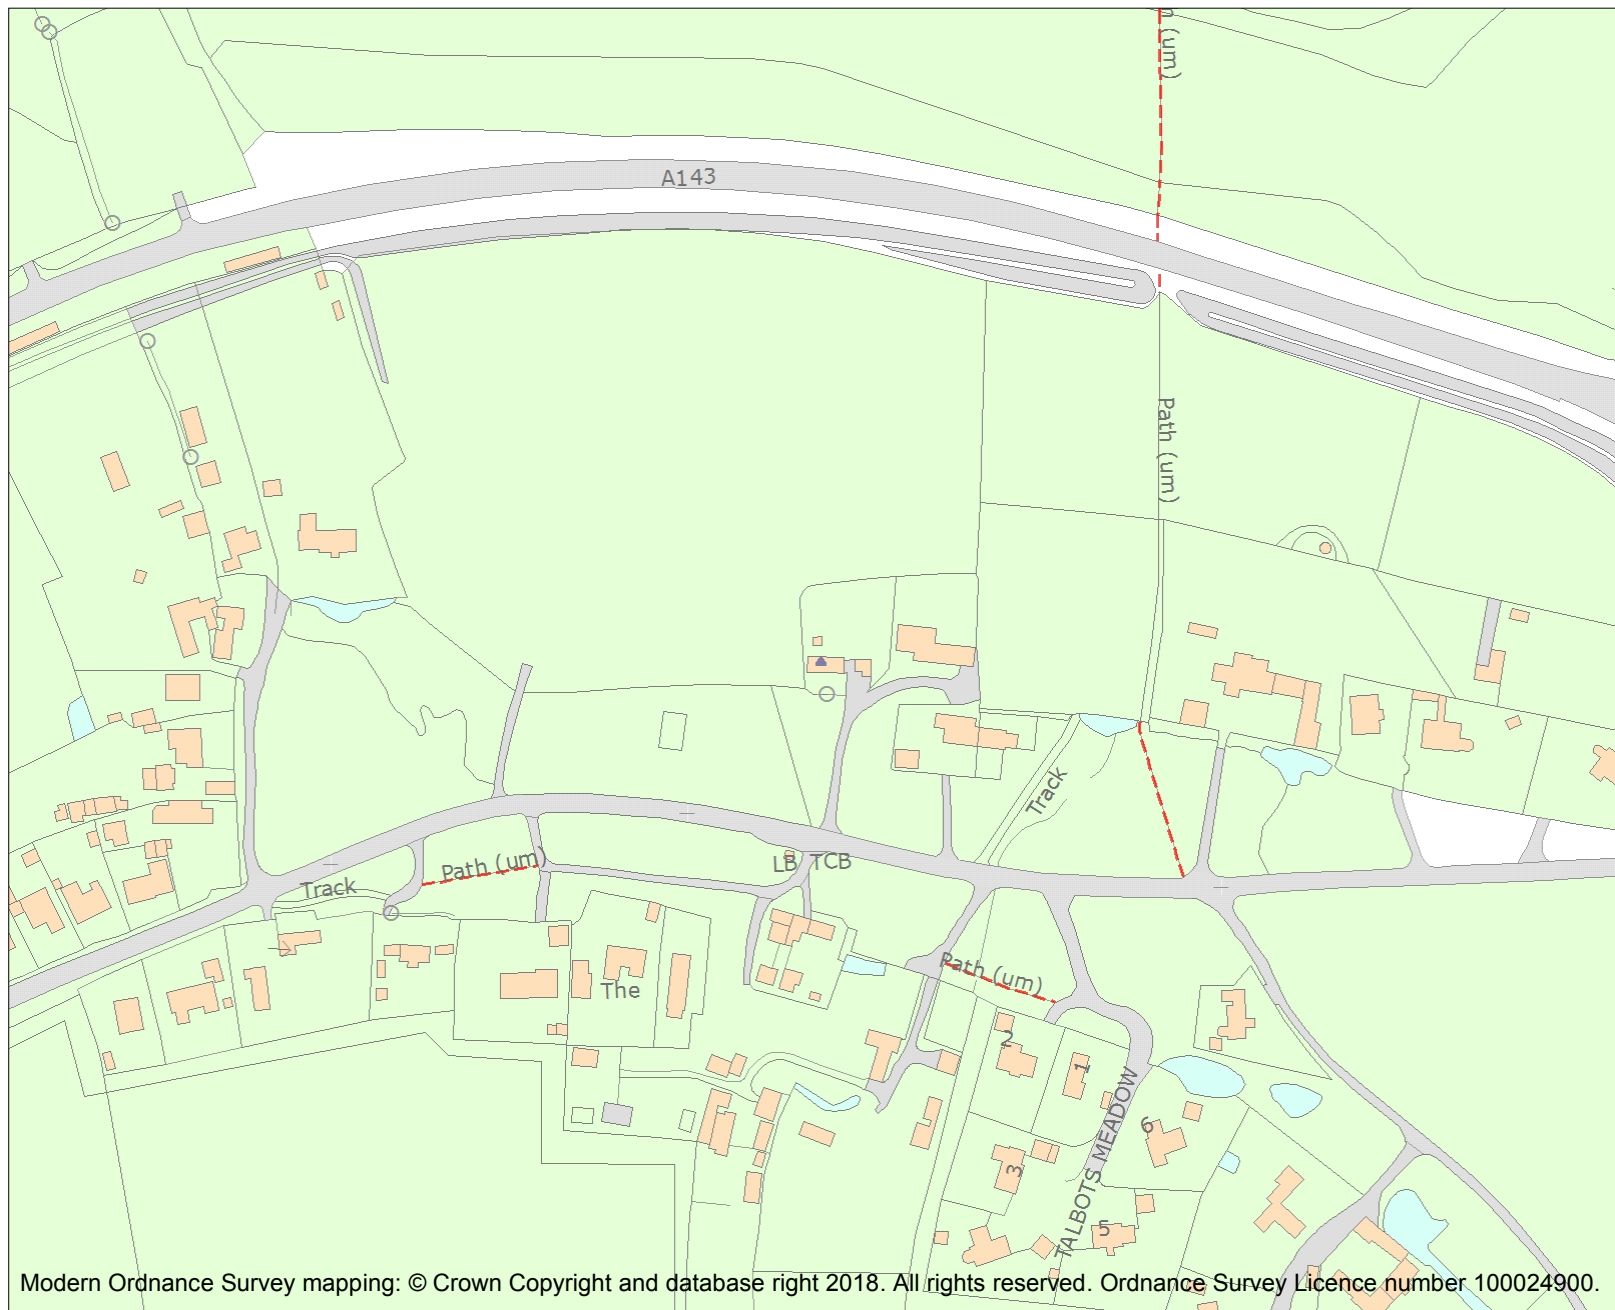 (um)
A143
Path (um)
Track
LB TCB
Path (um)
Track
Path (um)
The
2
1
TALBOTS MEADOW
6
3
5
Modern Ordnance Survey mapping: © Crown Copyright and database right 2018. All rights reserved. Ordnance Survey Licence number 100024900.